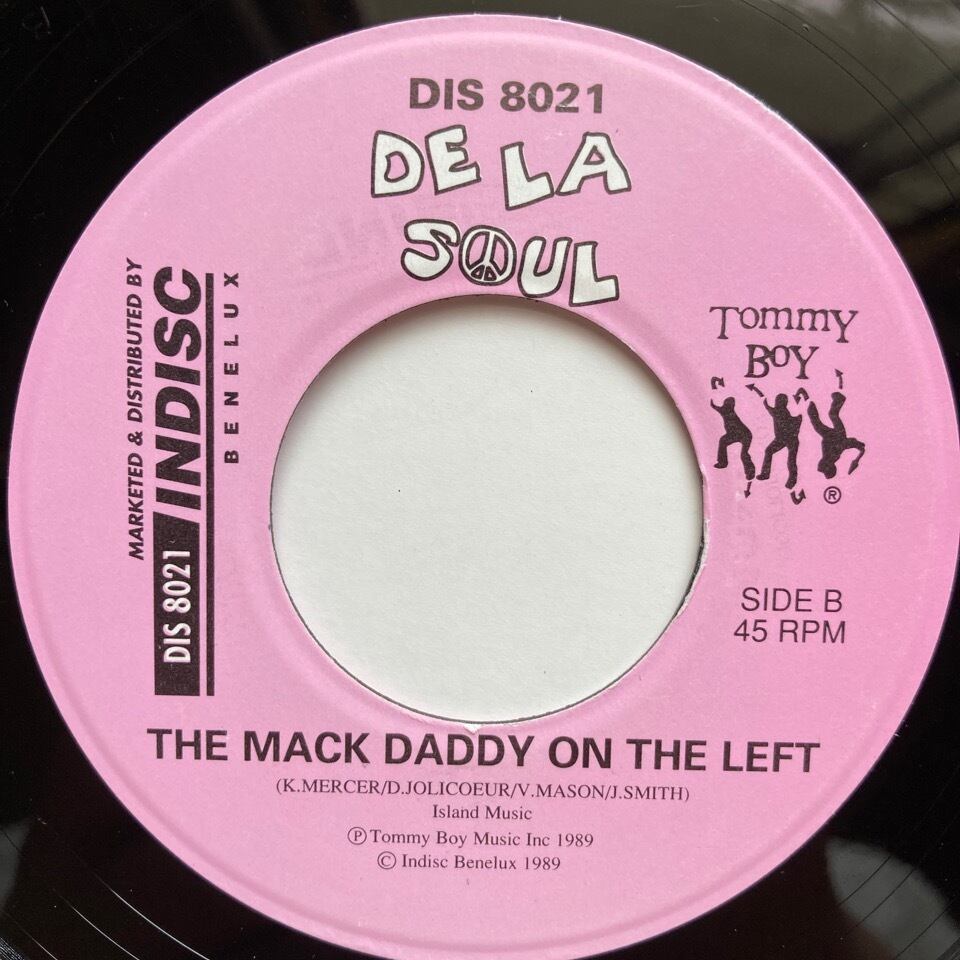 DIS 8021
DE LA
SOUL
MARKETED & DISTRIBUTED BY
DIS 8021 INDISC
BENELUX
Tommy
Boy
®
SIDE B
45 RPM
THE MACK DADDY ON THE LEFT
(K.MERCER/D.JOLICOEUR/V.MASON/J.SMITH)
Island Music
Ⓟ Tommy Boy Music Inc 1989
© Indisc Benelux 1989